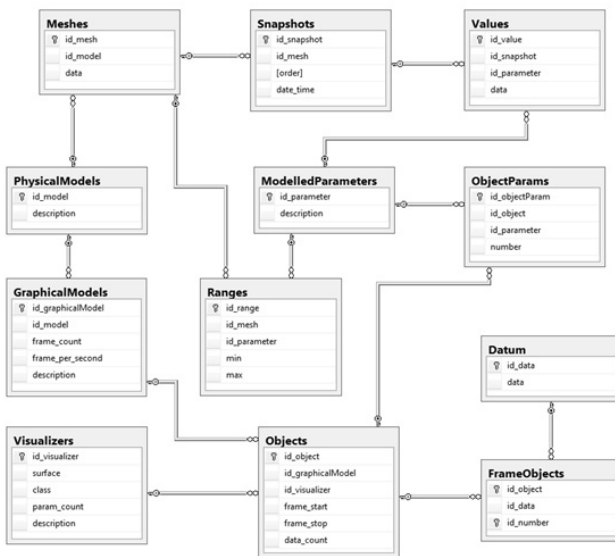 Meshes
id_mesh
id_model
data
Snapshots
id_snapshot
id_mesh
[order]
date_time
Values
id_value
id_snapshot
id_parameter
data
PhysicalModels
id_model
description
ModelledParameters
id_parameter
description
ObjectParams
id_objectParam
id_object
id_parameter
number
GraphicalModels
id_graphicalModel
id_model
frame_count
frame_per_second
description
Ranges
id_range
id_mesh
id_parameter
min
max
Datum
id_data
data
Visualizers
id_visualizer
surface
class
param_count
description
Objects
id_object
id_graphicalModel
id_visualizer
frame_start
frame_stop
data_count
FrameObjects
id_object
id_data
id_number